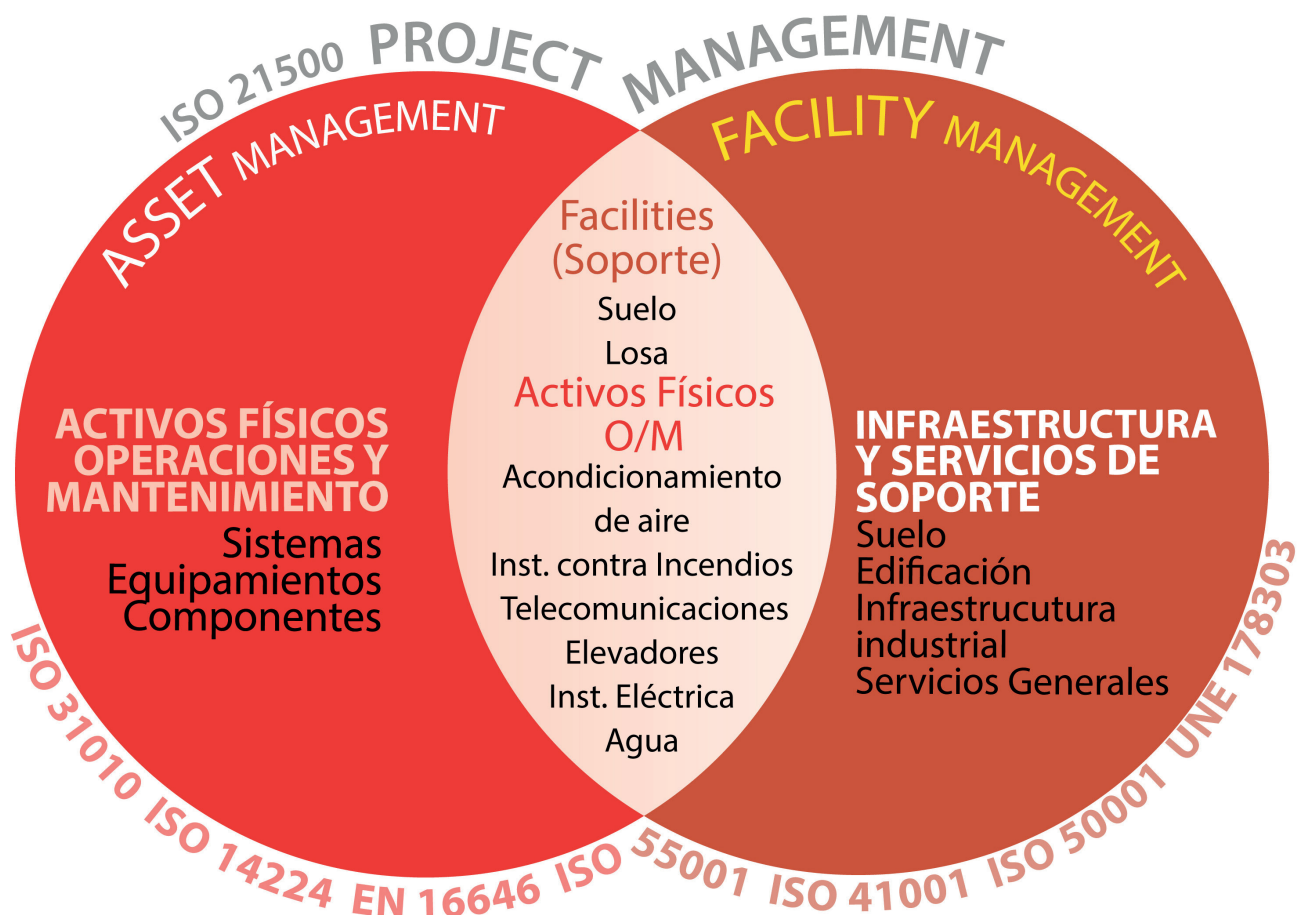 ISO 21500 PROJECT MANAGEMENT
ASSET MANAGEMENT
FACILITY MANAGEMENT
Facilities
(Soporte)
Suelo
Losa
Activos Físicos
O/M
Acondicionamiento
de aire
Inst. contra Incendios
Telecomunicaciones
Elevadores
Inst. Eléctrica
Agua
ACTIVOS FÍSICOS
OPERACIONES Y
MANTENIMIENTO
Sistemas
Equipamientos
Componentes
INFRAESTRUCTURA
Y SERVICIOS DE
SOPORTE
Suelo
Edificación
Infraestrucutura
industrial
Servicios Generales
ISO 31010 ISO 14224 EN 16646 ISO 55001 ISO 41001 ISO 50001 UNE 178303